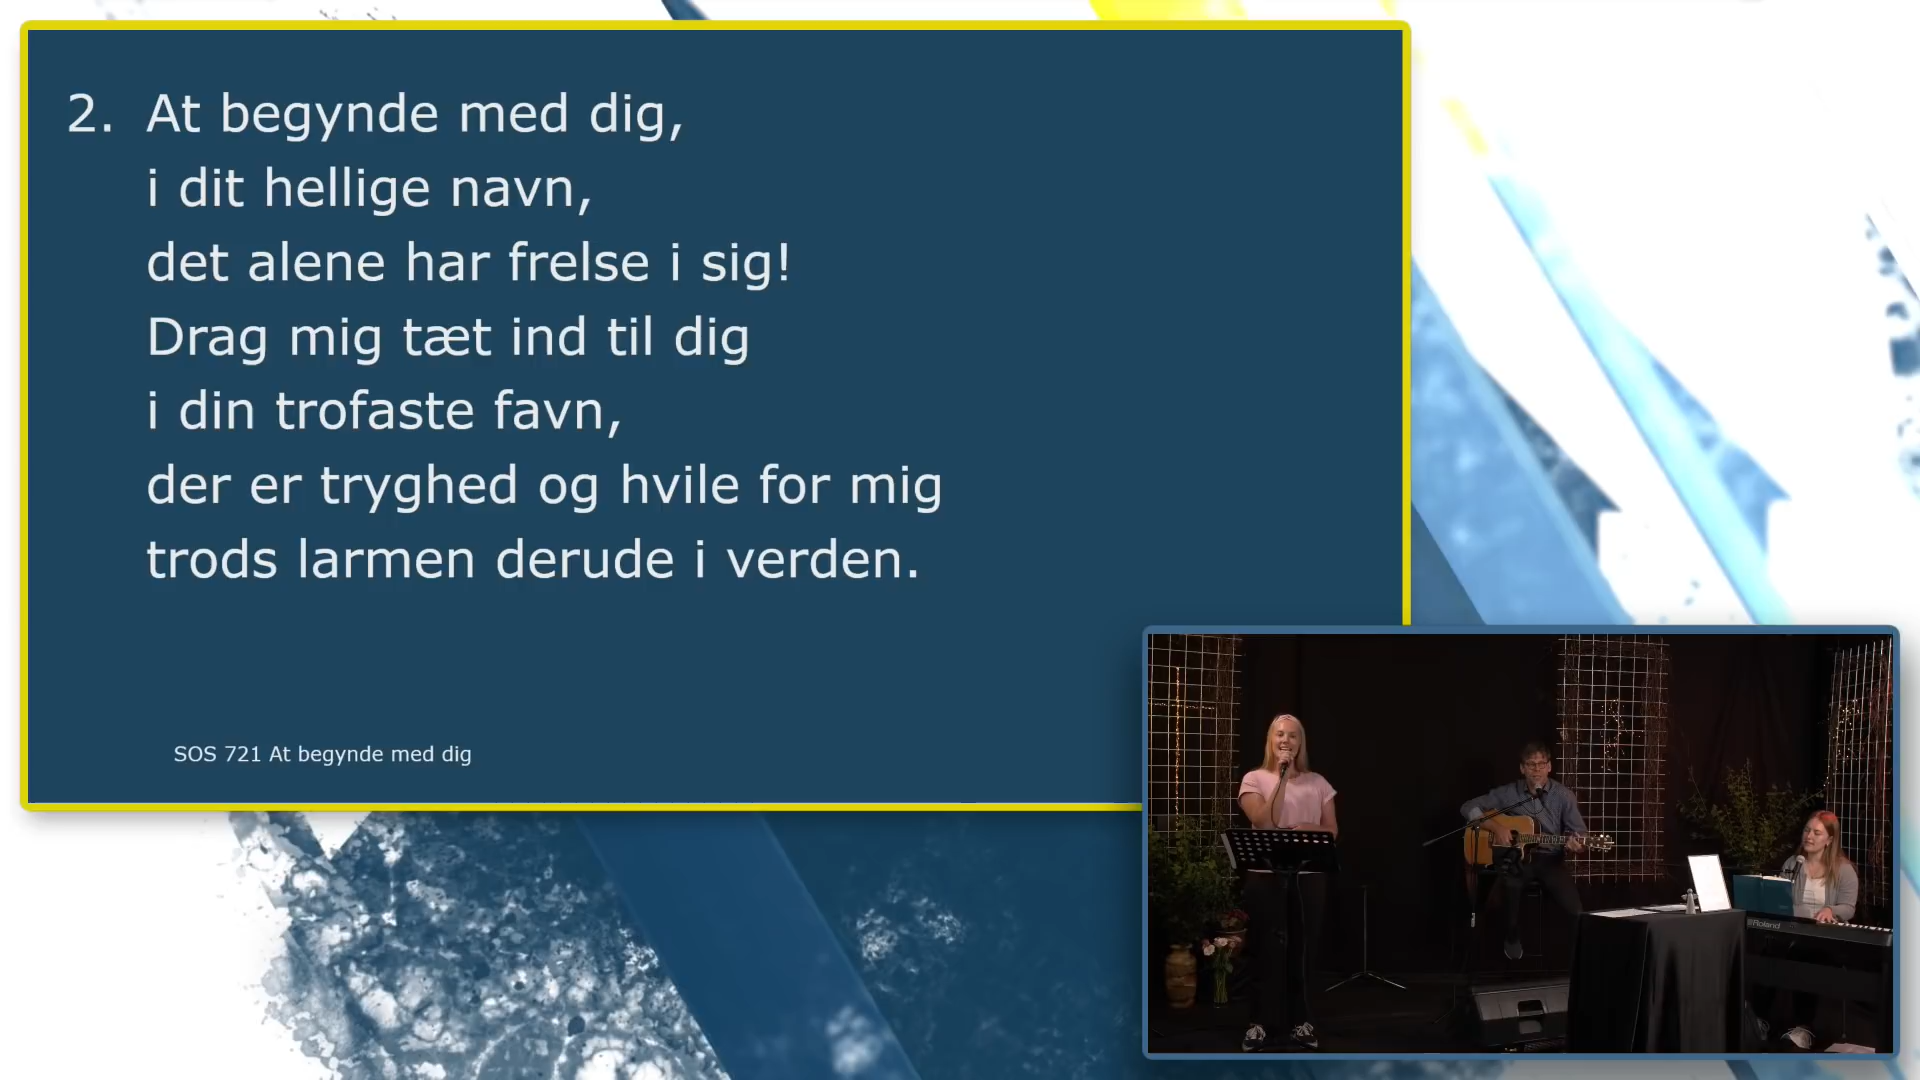 2. At begynde med dig,
i dit hellige navn,
det alene har frelse i sig!
Drag mig tæt ind til dig
i din trofaste favn,
der er tryghed og hvile for mig
trods larmen derude i verden.
SOS 721 At begynde med dig
Roland